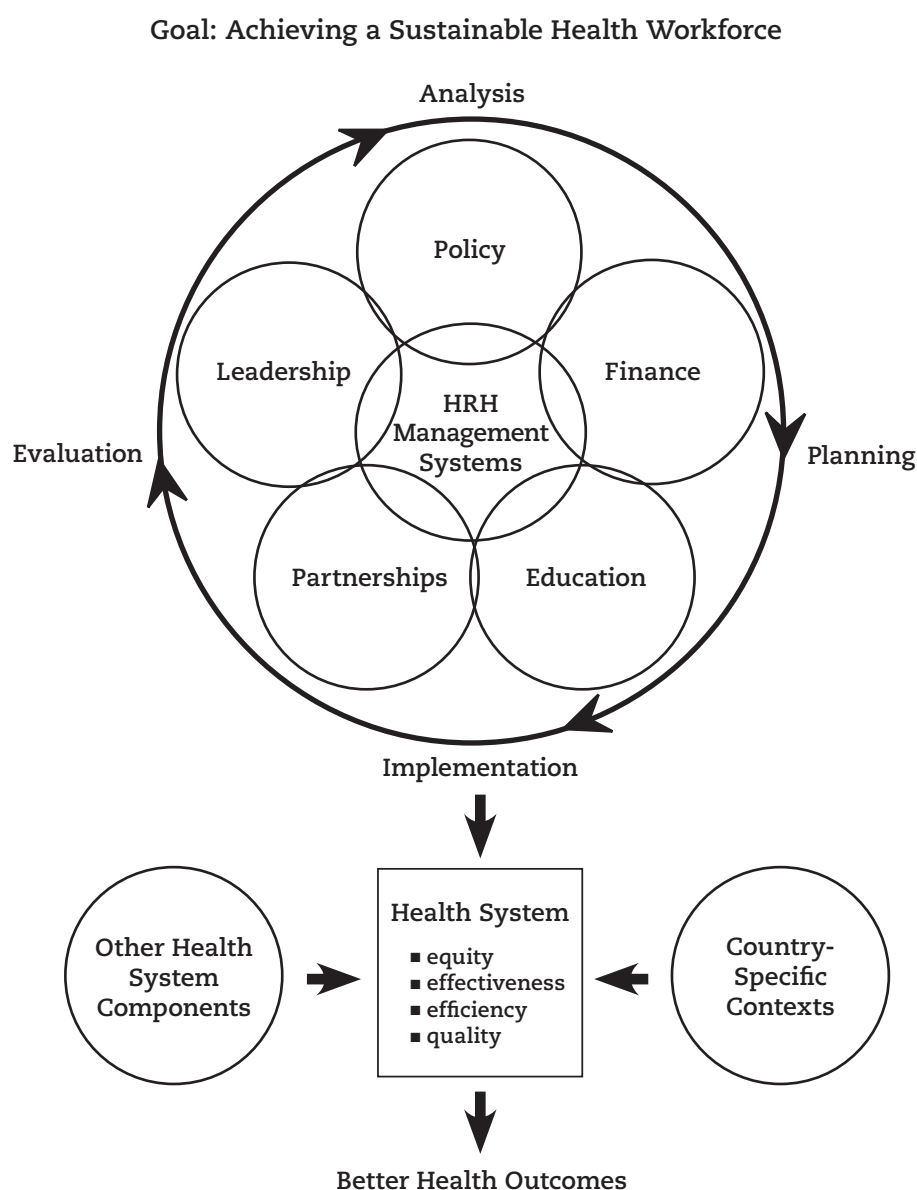 Goal: Achieving a Sustainable Health Workforce
Analysis
Policy
Leadership
Finance
HRH
Management
Systems
Evaluation
Planning
Partnerships
Education
Implementation
Other Health
System
Components
Health System
■ equity
■ effectiveness
■ efficiency
■ quality
Country-
Specific
Contexts
Better Health Outcomes